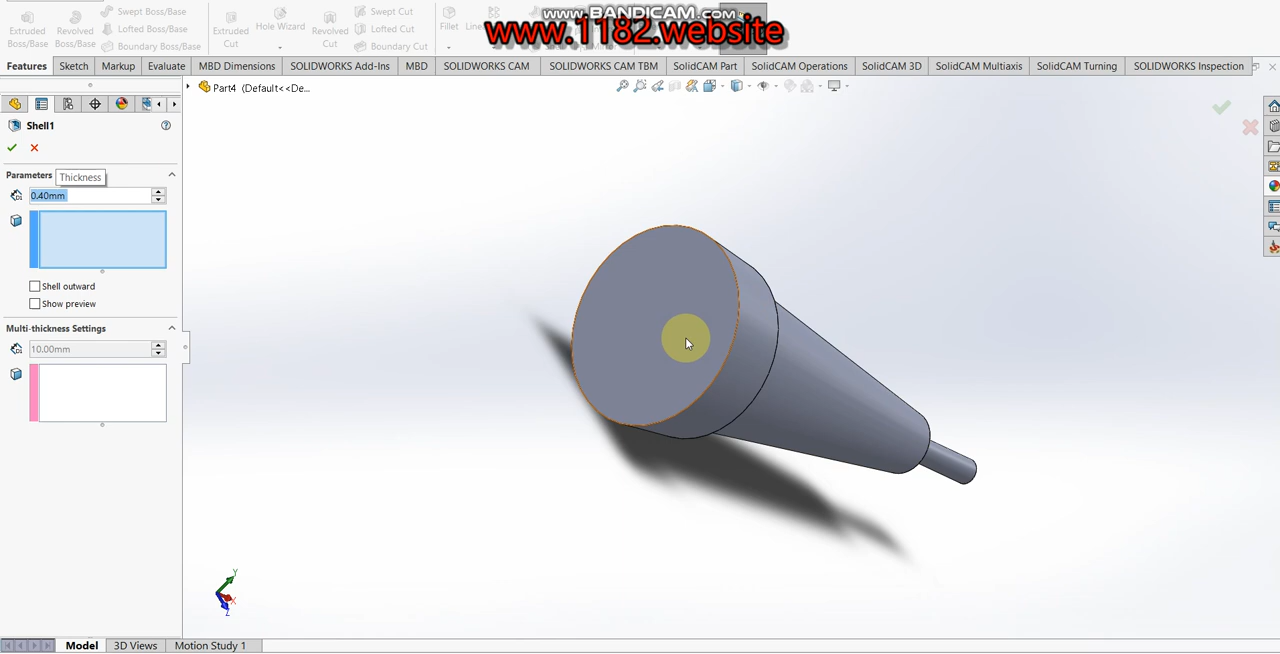 www.BANDICAM.com
www.1182.website
Extruded Boss/Base
Revolved Boss/Base
Swept Boss/Base
Lofted Boss/Base
Boundary Boss/Base
Extruded Cut
Hole Wizard
Revolved Cut
Swept Cut
Lofted Cut
Boundary Cut
Fillet
Features
Sketch
Markup
Evaluate
MBD Dimensions
SOLIDWORKS Add-Ins
MBD
SOLIDWORKS CAM
SOLIDWORKS CAM TBM
SolidCAM Part
SolidCAM Operations
SolidCAM 3D
SolidCAM Multiaxis
SolidCAM Turning
SOLIDWORKS Inspection
Part4 (Default<<De...
Shell1
Parameters
Thickness
0.40mm
Shell outward
Show preview
Multi-thickness Settings
10.00mm
Y
X
Z
Model
3D Views
Motion Study 1